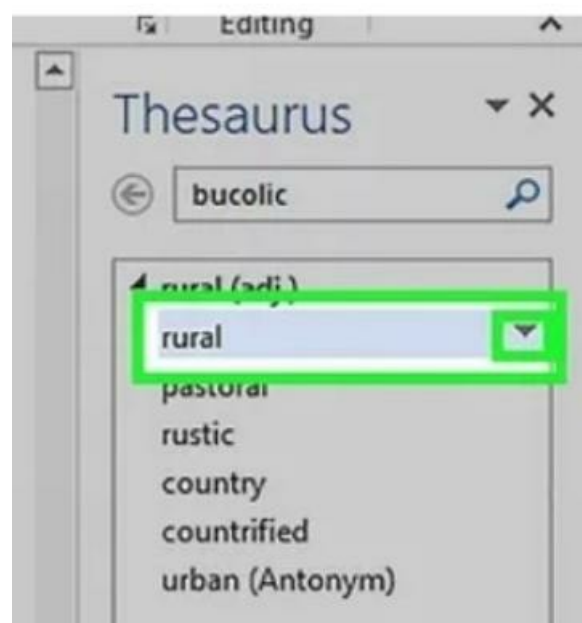 Editing
Thesaurus
bucolic
rural (adj.)
rural
pastoral
rustic
country
countrified
urban (Antonym)